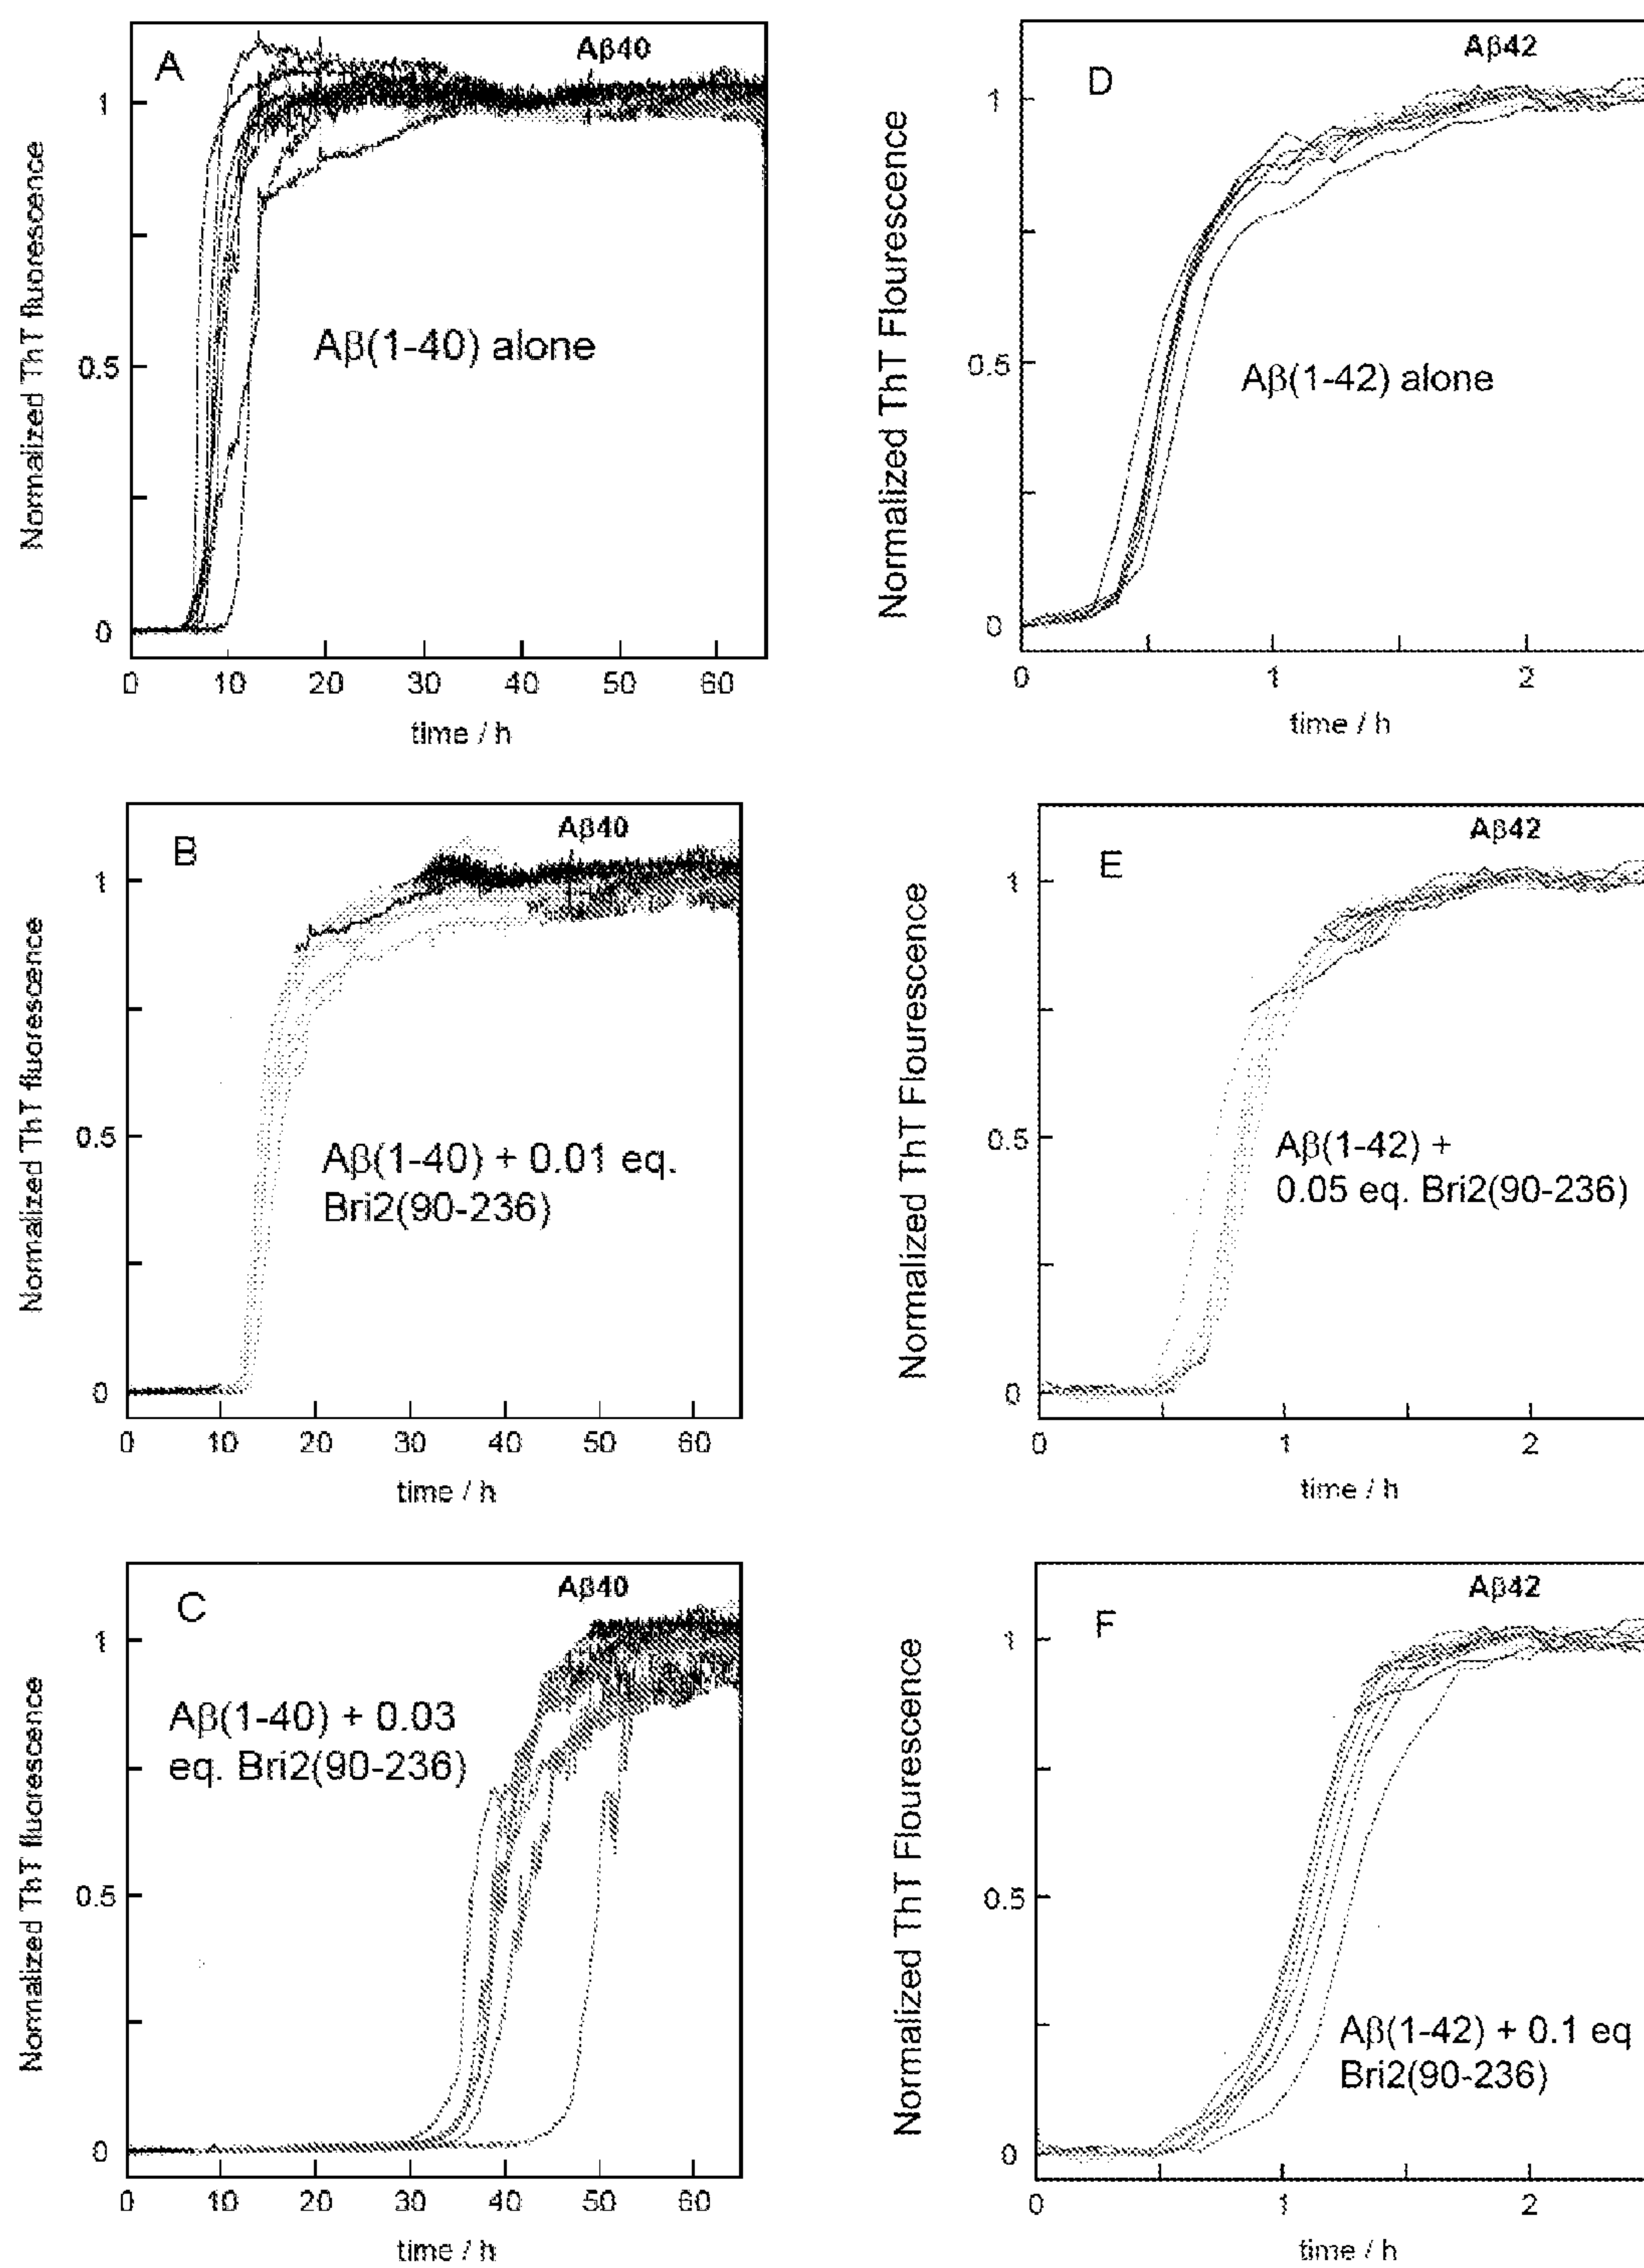 A
Aβ40
Normalized ThT fluorescence
1
0.5
0
Aβ(1-40) alone
0 10 20 30 40 50 60
time / h
D
Aβ42
Normalized ThT Flourescence
1
0.5
0
Aβ(1-42) alone
0 1 2
time / h
B
Aβ40
Normalized ThT fluorescence
1
0.5
0
Aβ(1-40) + 0.01 eq.
Bri2(90-236)
0 10 20 30 40 50 60
time / h
E
Aβ42
Normalized ThT Flourescence
1
0.5
0
Aβ(1-42) +
0.05 eq. Bri2(90-236)
0 1 2
time / h
C
Aβ40
Normalized ThT fluorescence
1
0.5
0
Aβ(1-40) + 0.03
eq. Bri2(90-236)
0 10 20 30 40 50 60
time / h
F
Aβ42
Normalized ThT Flourescence
1
0.5
0
Aβ(1-42) + 0.1 eq
Bri2(90-236)
0 1 2
time / h